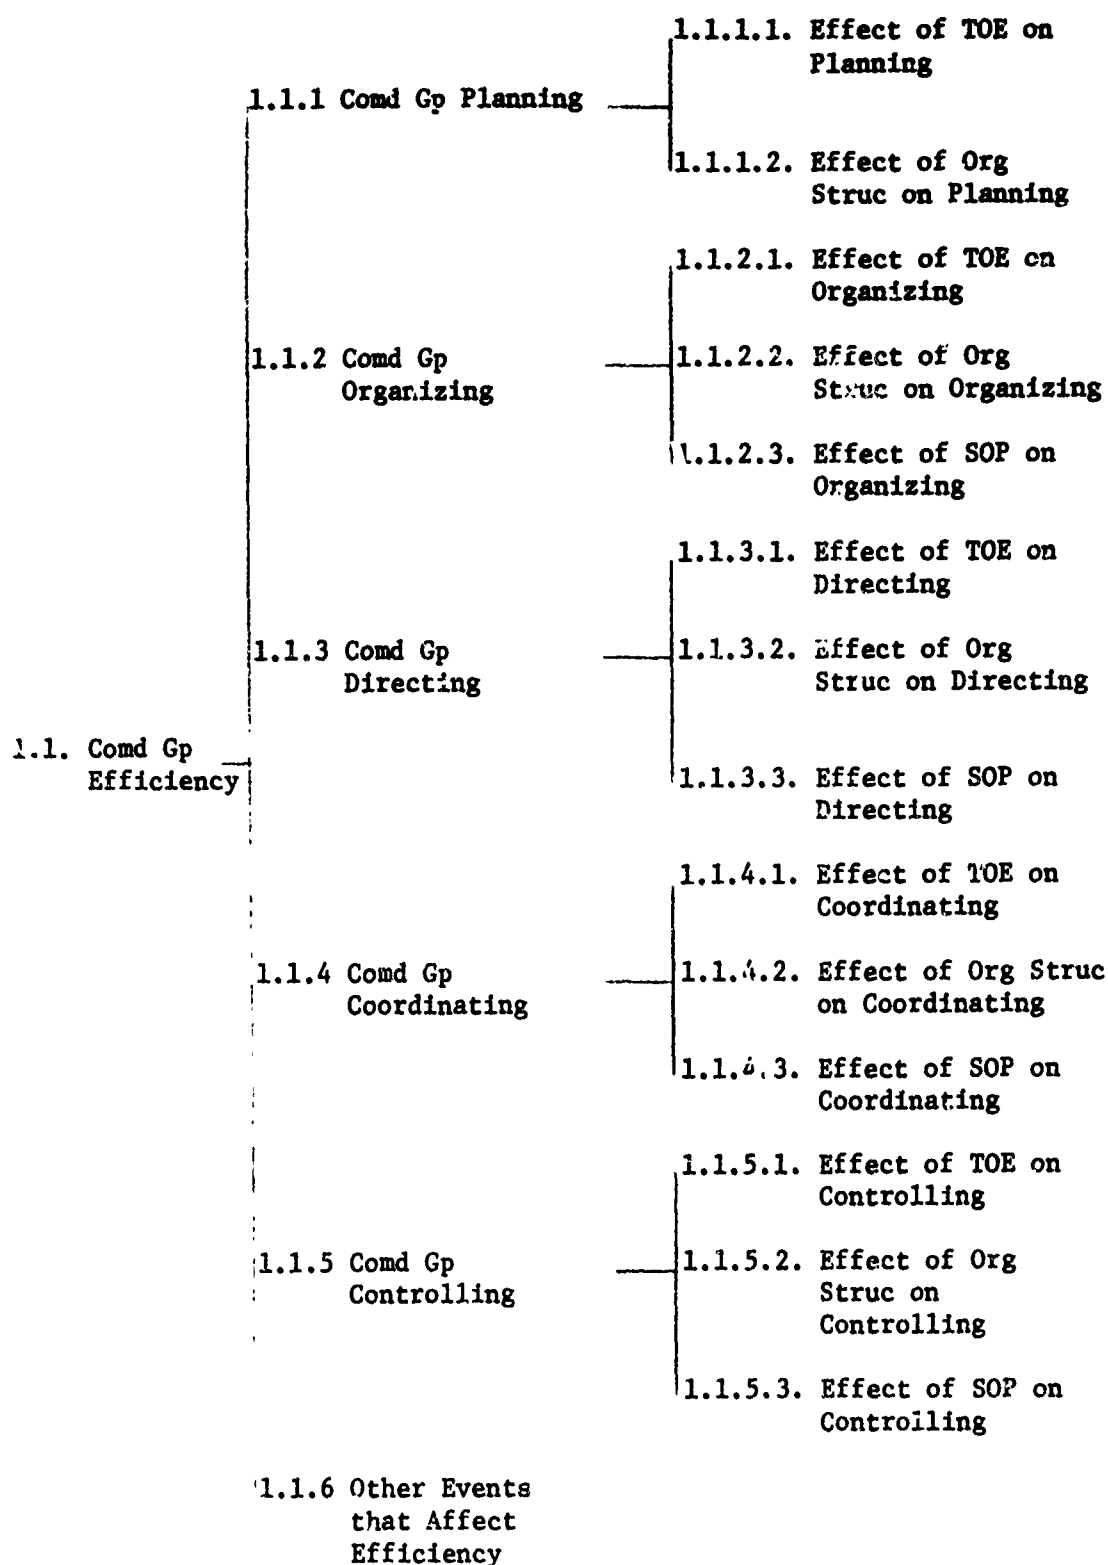 1.1.1.1. Effect of TOE on
Planning
1.1.1 Comd Gp Planning
1.1.1.2. Effect of Org
Struc on Planning
1.1.2.1. Effect of TOE on
Organizing
1.1.2 Comd Gp
Organizing
1.1.2.2. Effect of Org
Struc on Organizing
1.1.2.3. Effect of SOP on
Organizing
1.1.3.1. Effect of TOE on
Directing
1.1.3 Comd Gp
Directing
1.1.3.2. Effect of Org
Struc on Directing
1.1. Comd Gp
Efficiency
1.1.3.3. Effect of SOP on
Directing
1.1.4.1. Effect of TOE on
Coordinating
1.1.4 Comd Gp
Coordinating
1.1.4.2. Effect of Org Struc
on Coordinating
1.1.4.3. Effect of SOP on
Coordinating
1.1.5.1. Effect of TOE on
Controlling
1.1.5 Comd Gp
Controlling
1.1.5.2. Effect of Org
Struc on
Controlling
1.1.5.3. Effect of SOP on
Controlling
1.1.6 Other Events
that Affect
Efficiency